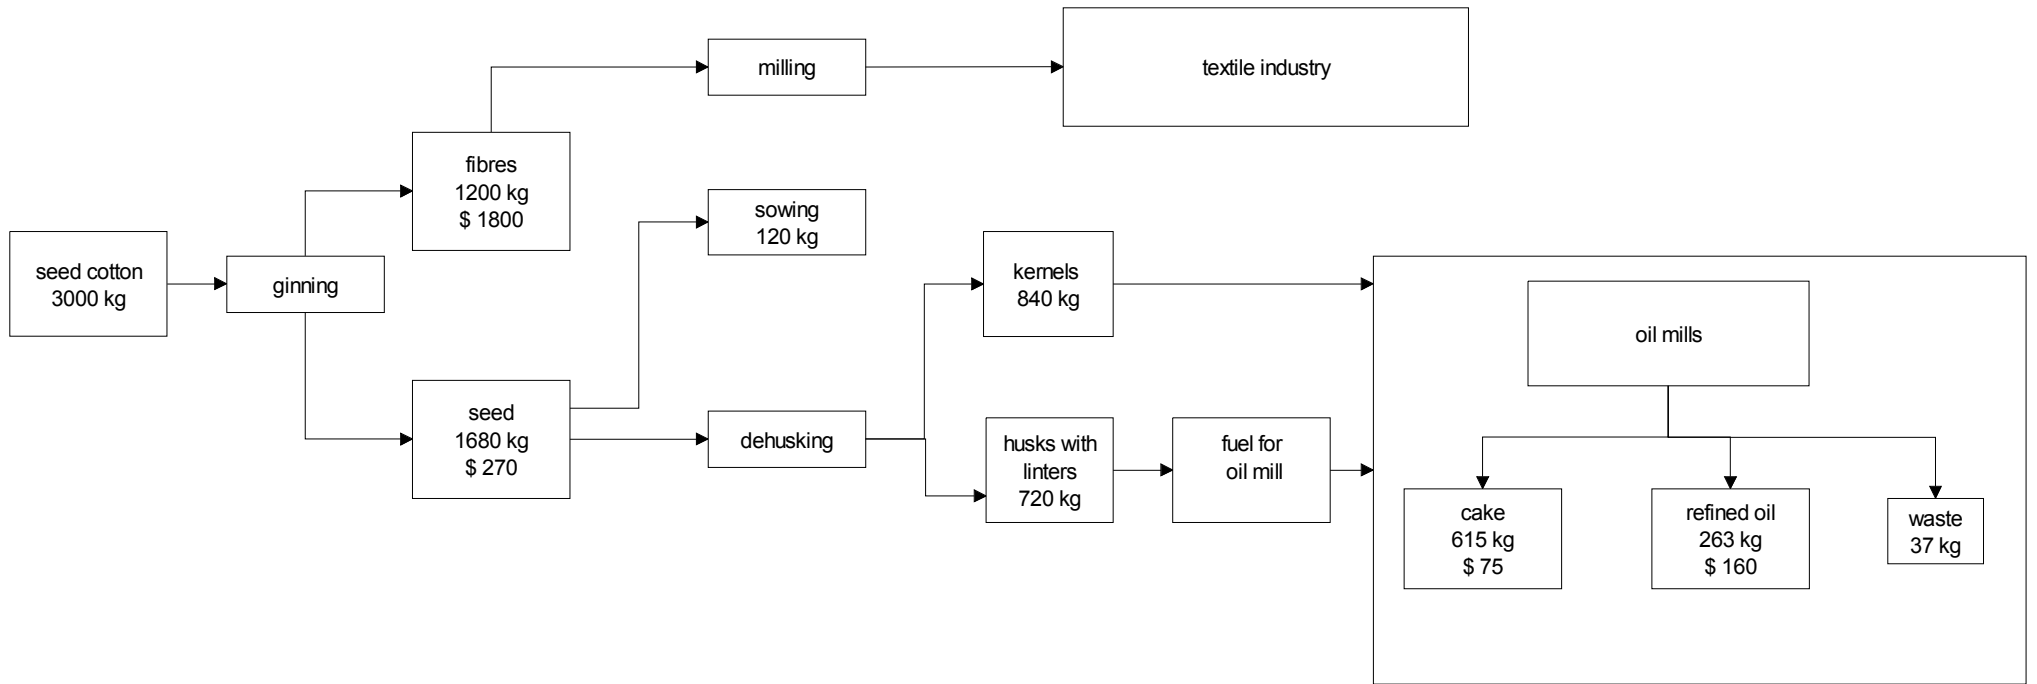 milling
textile industry
fibres
1200 kg
$ 1800
sowing
120 kg
seed cotton
3000 kg
ginning
kernels
840 kg
oil mills
seed
1680 kg
$ 270
dehusking
husks with
linters
720 kg
fuel for
oil mill
cake
615 kg
$ 75
refined oil
263 kg
$ 160
waste
37 kg